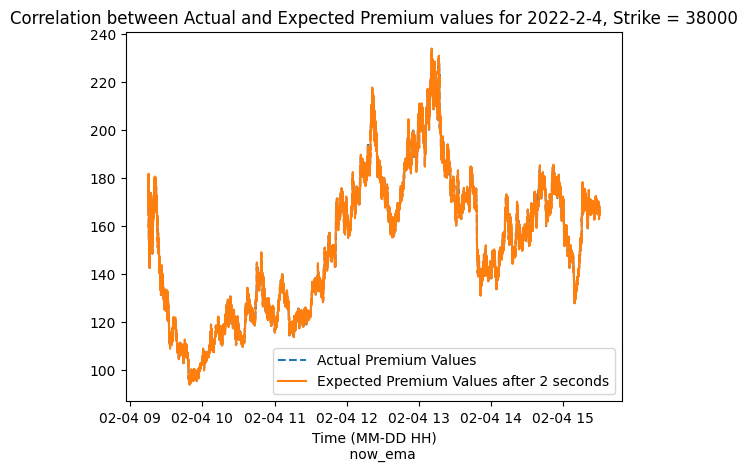 Correlation between Actual and Expected Premium values for 2022-2-4, Strike = 38000
240
220
200
180
160
140
120
100
Actual Premium Values
Expected Premium Values after 2 seconds
02-04 09 02-04 10 02-04 11 02-04 12 02-04 13 02-04 14 02-04 15
Time (MM-DD HH)
now_ema